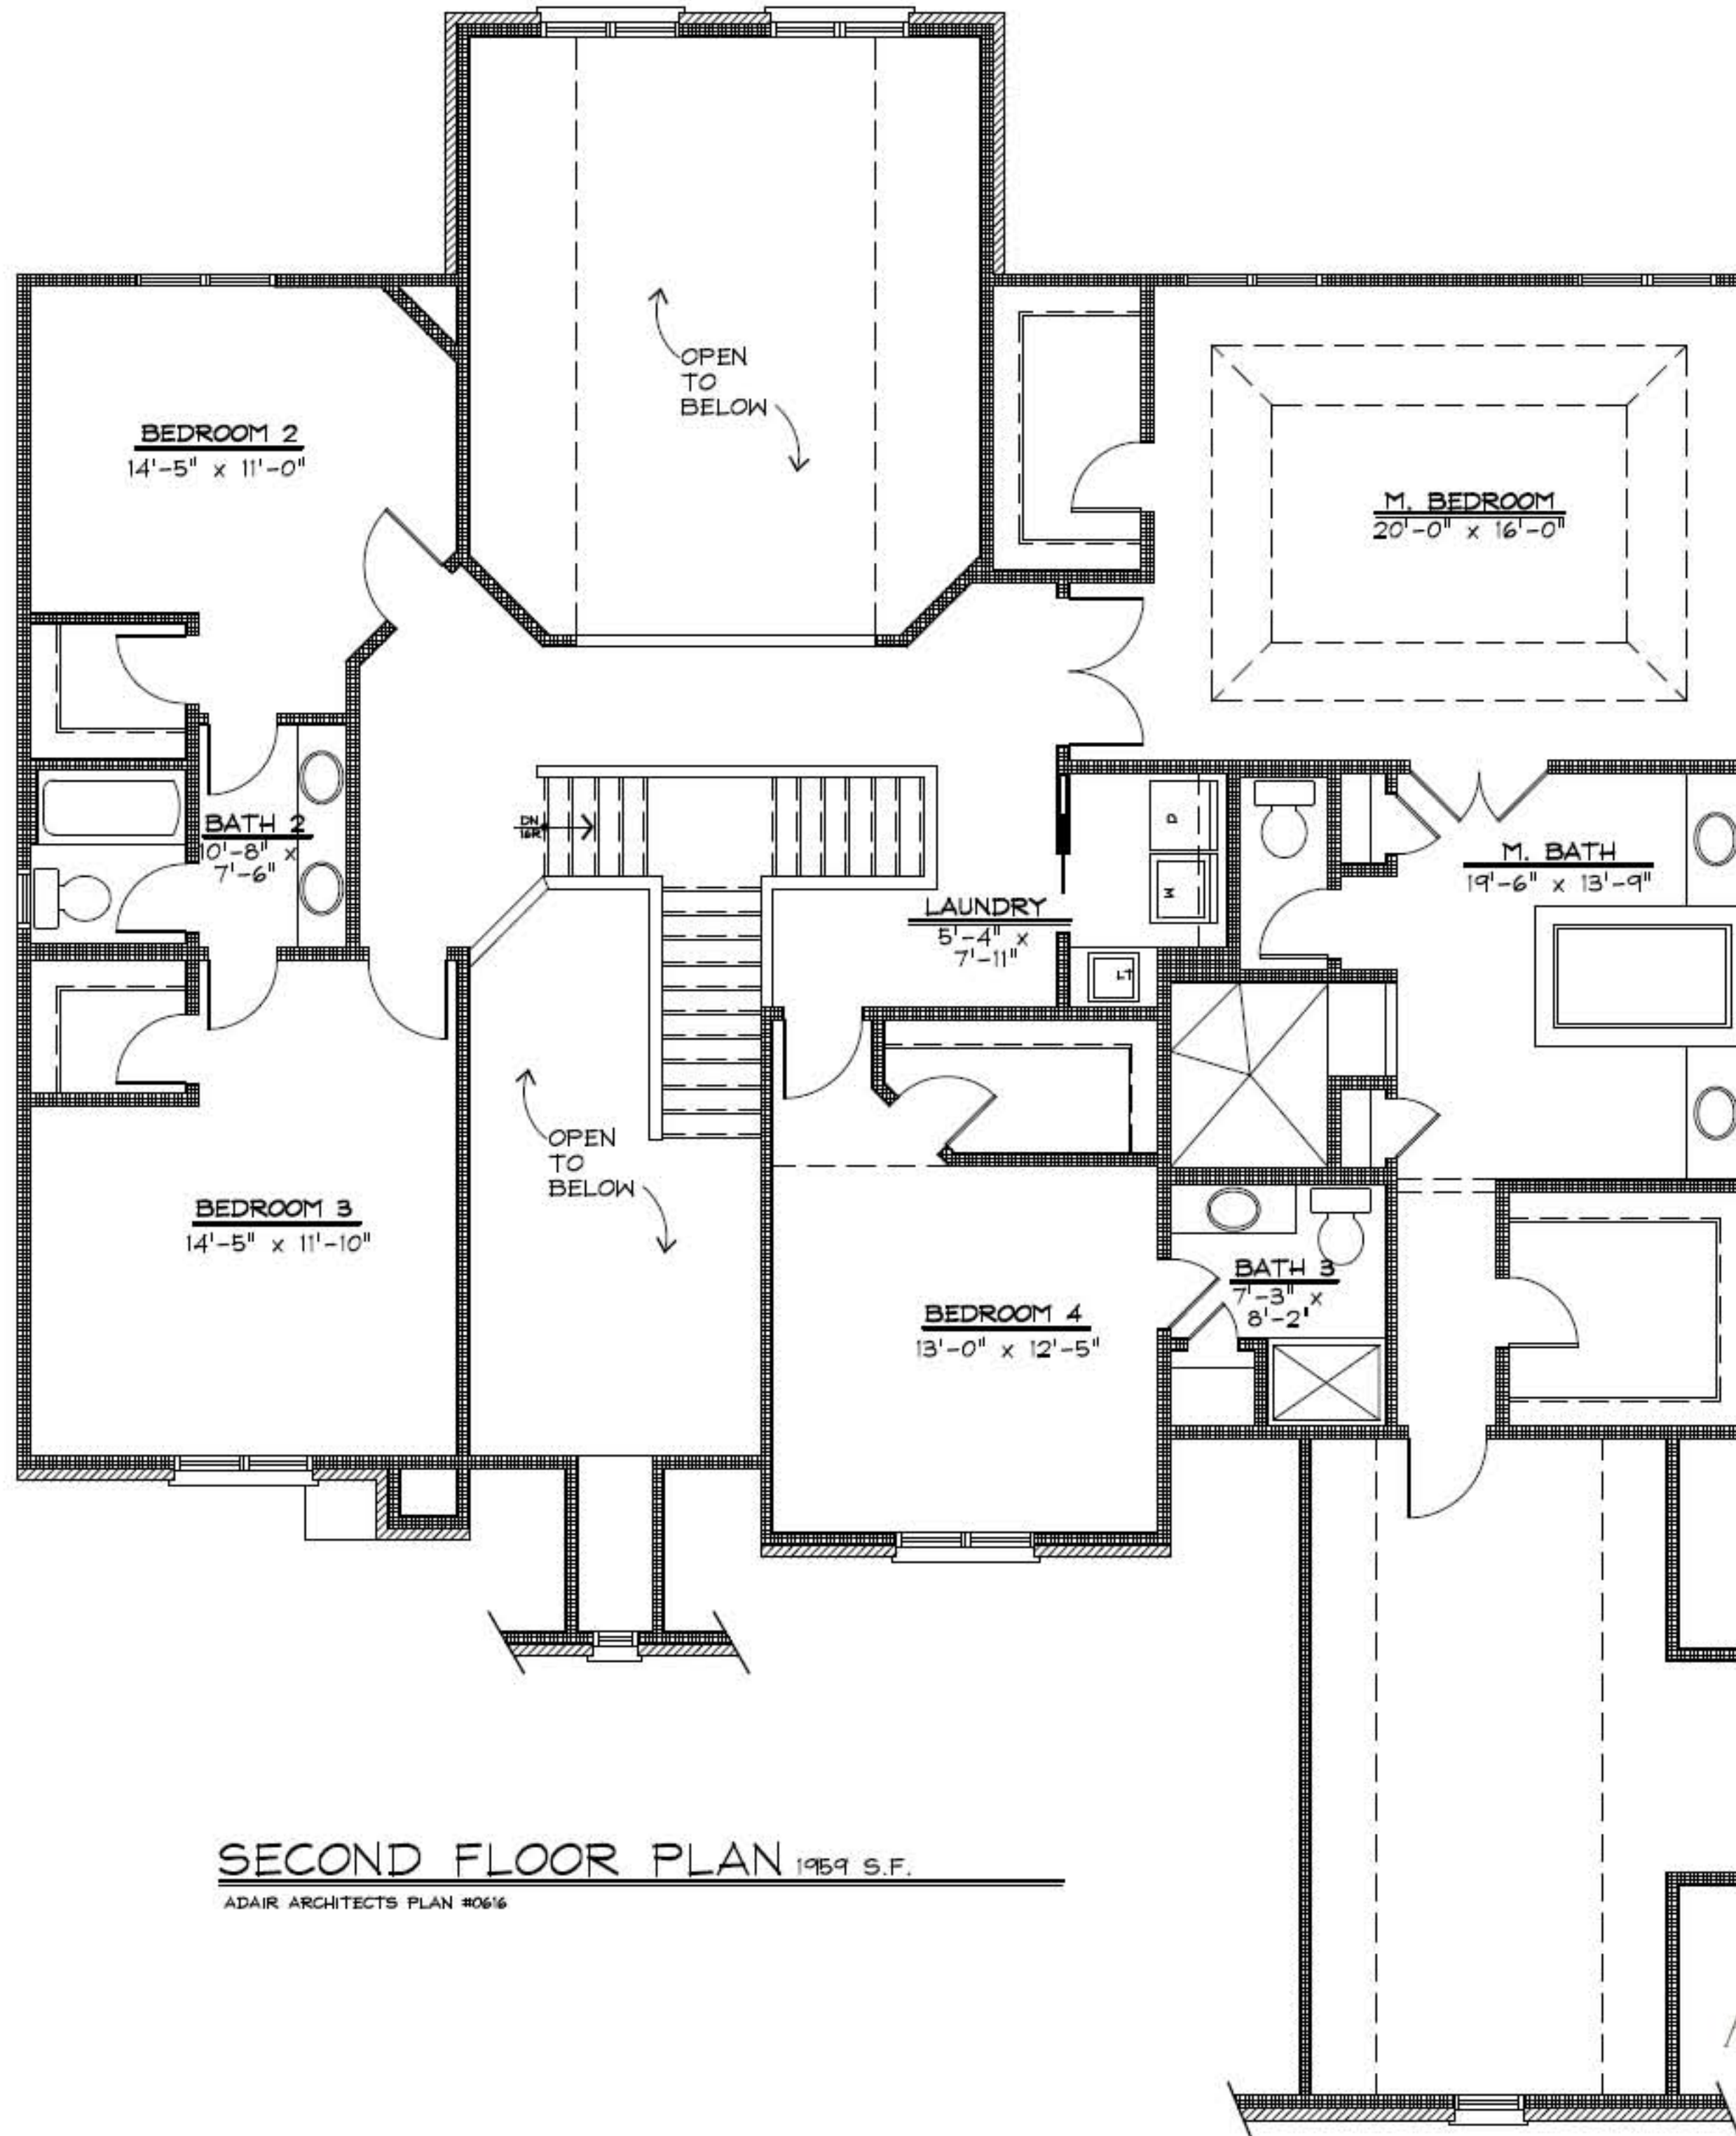 OPEN
TO
BELOW
BEDROOM 2
14'-5" x 11'-0"
M. BEDROOM
20'-0" x 16'-0"
DN
16R
BATH 2
10'-8" x
7'-6"
D
W
LT
LAUNDRY
5'-4" x
7'-11"
M. BATH
19'-6" x 13'-9"
OPEN
TO
BELOW
BEDROOM 3
14'-5" x 11'-10"
BEDROOM 4
13'-0" x 12'-5"
BATH 3
7'-3" x
8'-2"
SECOND FLOOR PLAN 1959 S.F.
ADAIR ARCHITECTS PLAN #0616